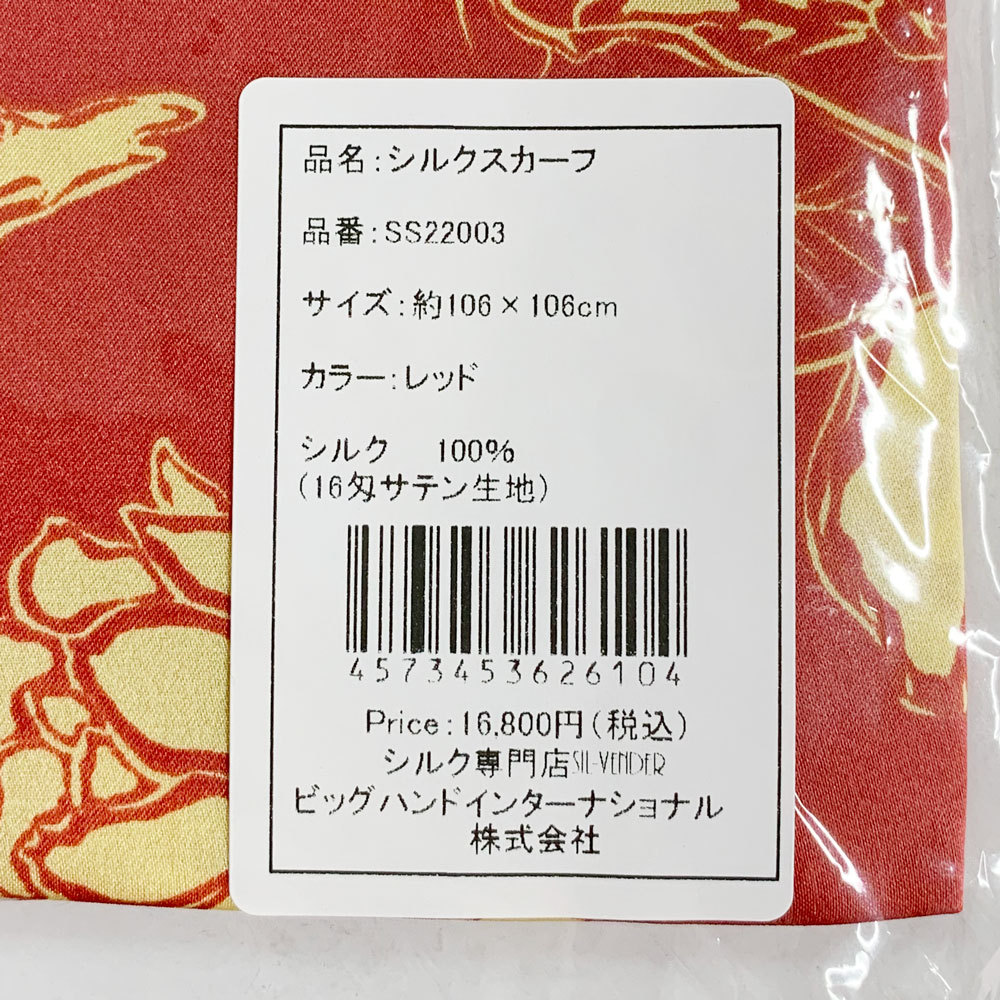 品名:シルクスカーフ
品番:SS22003
サイズ:約106×106cm
カラー:レッド
シルク 100%
(16匁サテン生地)
4573453626104
Price:16,800円(税込)
シルク専門店SIL-VENDER
ビッグハンドインターナショナル
株式会社